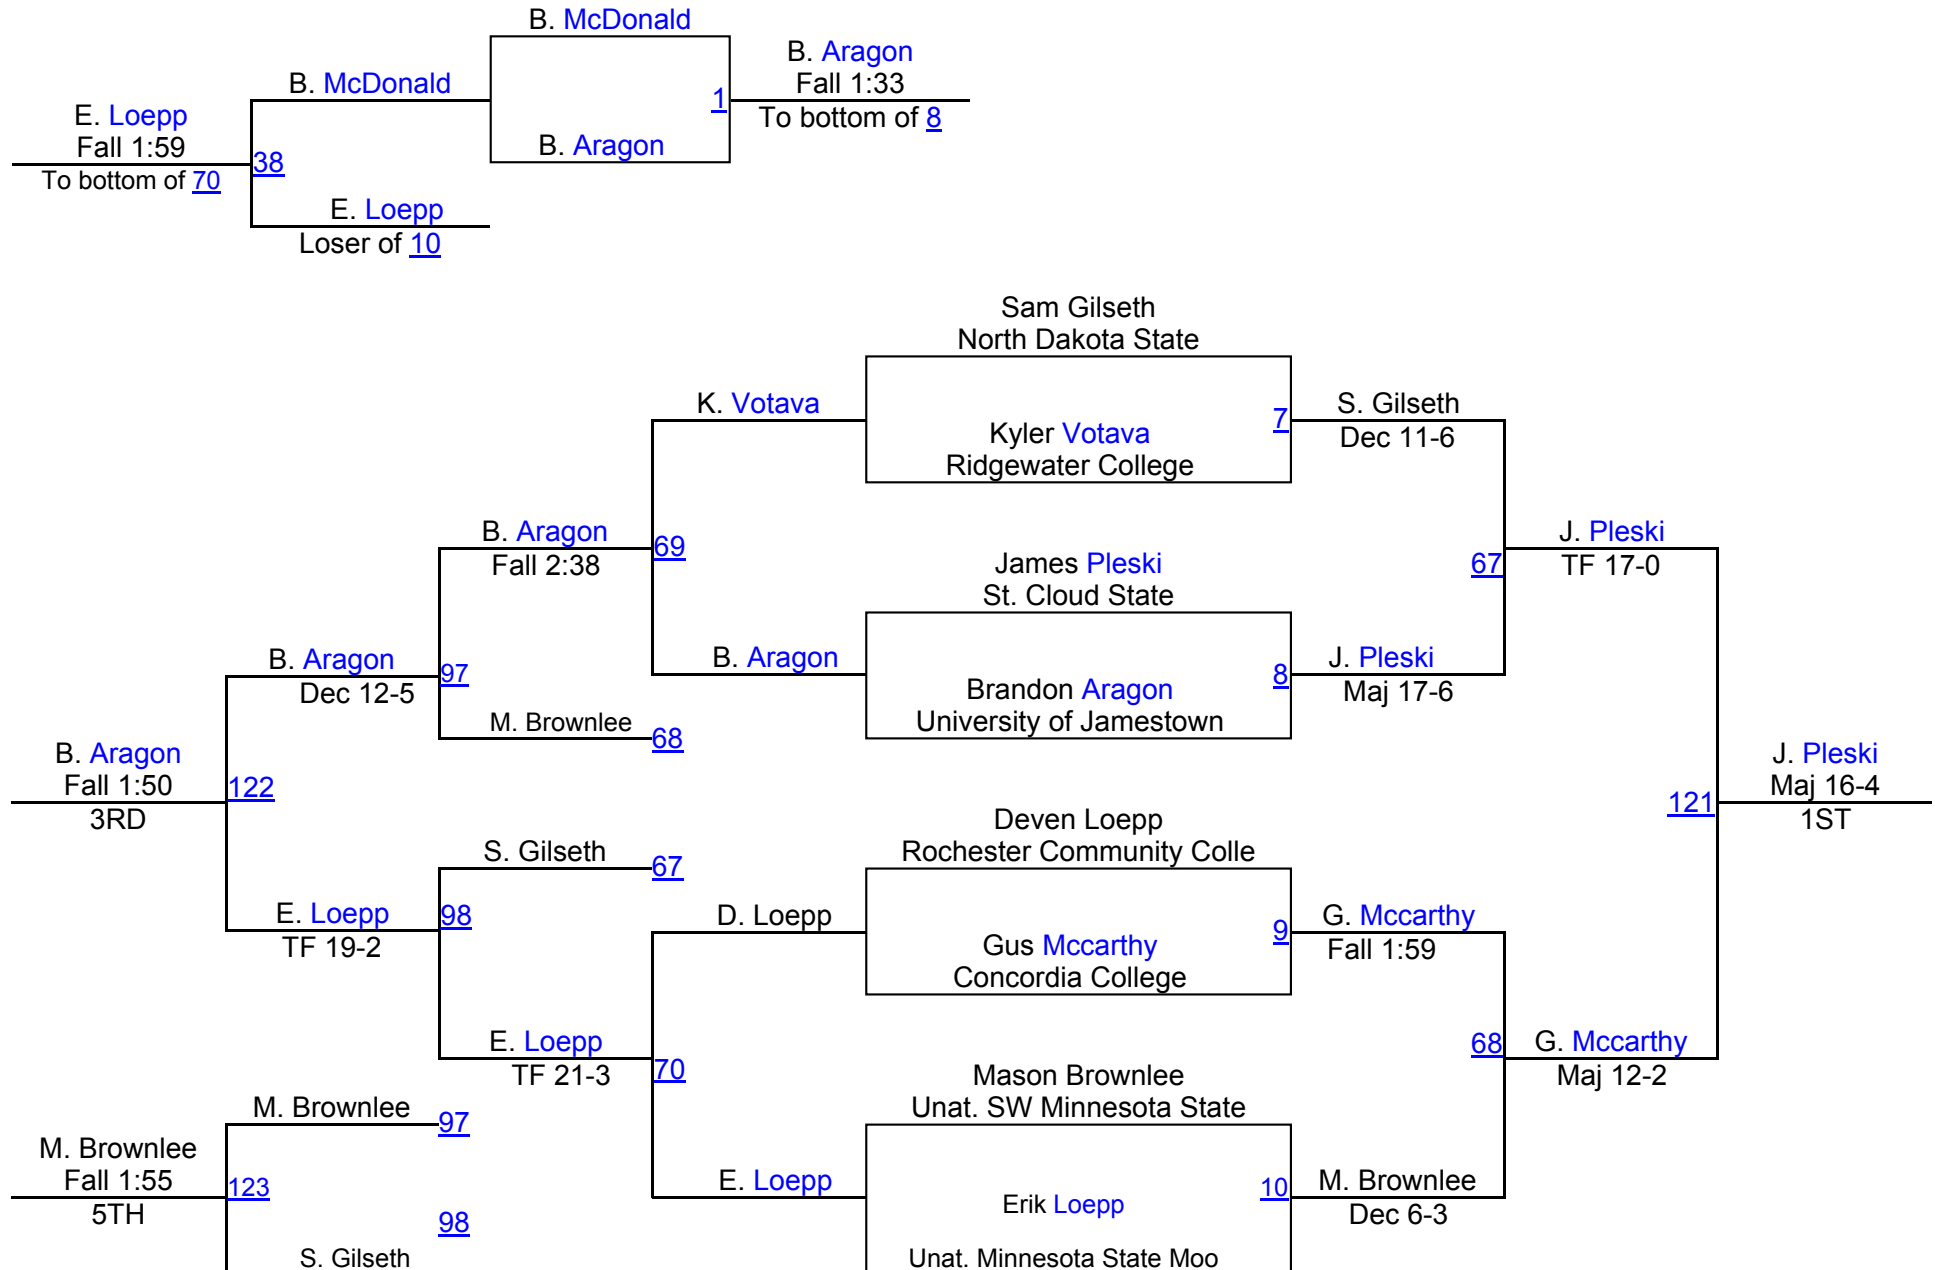 B. McDonald
B. Aragon
Fall 1:33
To bottom of 8
B. McDonald
1
E. Loepp
Fall 1:59
To bottom of 70
38
B. Aragon
E. Loepp
Loser of 10
Sam Gilseth
North Dakota State
K. Votava
7
S. Gilseth
Dec 11-6
Kyler Votava
Ridgewater College
B. Aragon
Fall 2:38
69
James Pleski
St. Cloud State
67
J. Pleski
TF 17-0
B. Aragon
Dec 12-5
97
B. Aragon
8
J. Pleski
Maj 17-6
Brandon Aragon
University of Jamestown
M. Brownlee
68
B. Aragon
Fall 1:50
3RD
122
121
J. Pleski
Maj 16-4
1ST
Deven Loepp
Rochester Community Colle
S. Gilseth
67
E. Loepp
TF 19-2
98
D. Loepp
9
G. Mccarthy
Fall 1:59
Gus Mccarthy
Concordia College
E. Loepp
TF 21-3
70
68
G. Mccarthy
Maj 12-2
Mason Brownlee
Unat. SW Minnesota State
M. Brownlee
97
M. Brownlee
Fall 1:55
5TH
123
E. Loepp
10
M. Brownlee
Dec 6-3
Erik Loepp
98
S. Gilseth
Unat. Minnesota State Moo